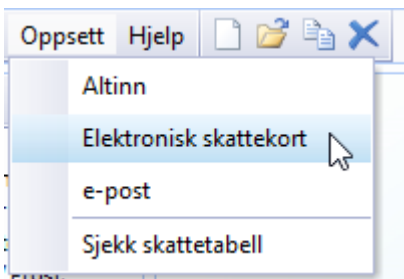 Oppsett Hjelp
Altinn
Elektronisk skattekort
e-post
Sjekk skattetabell